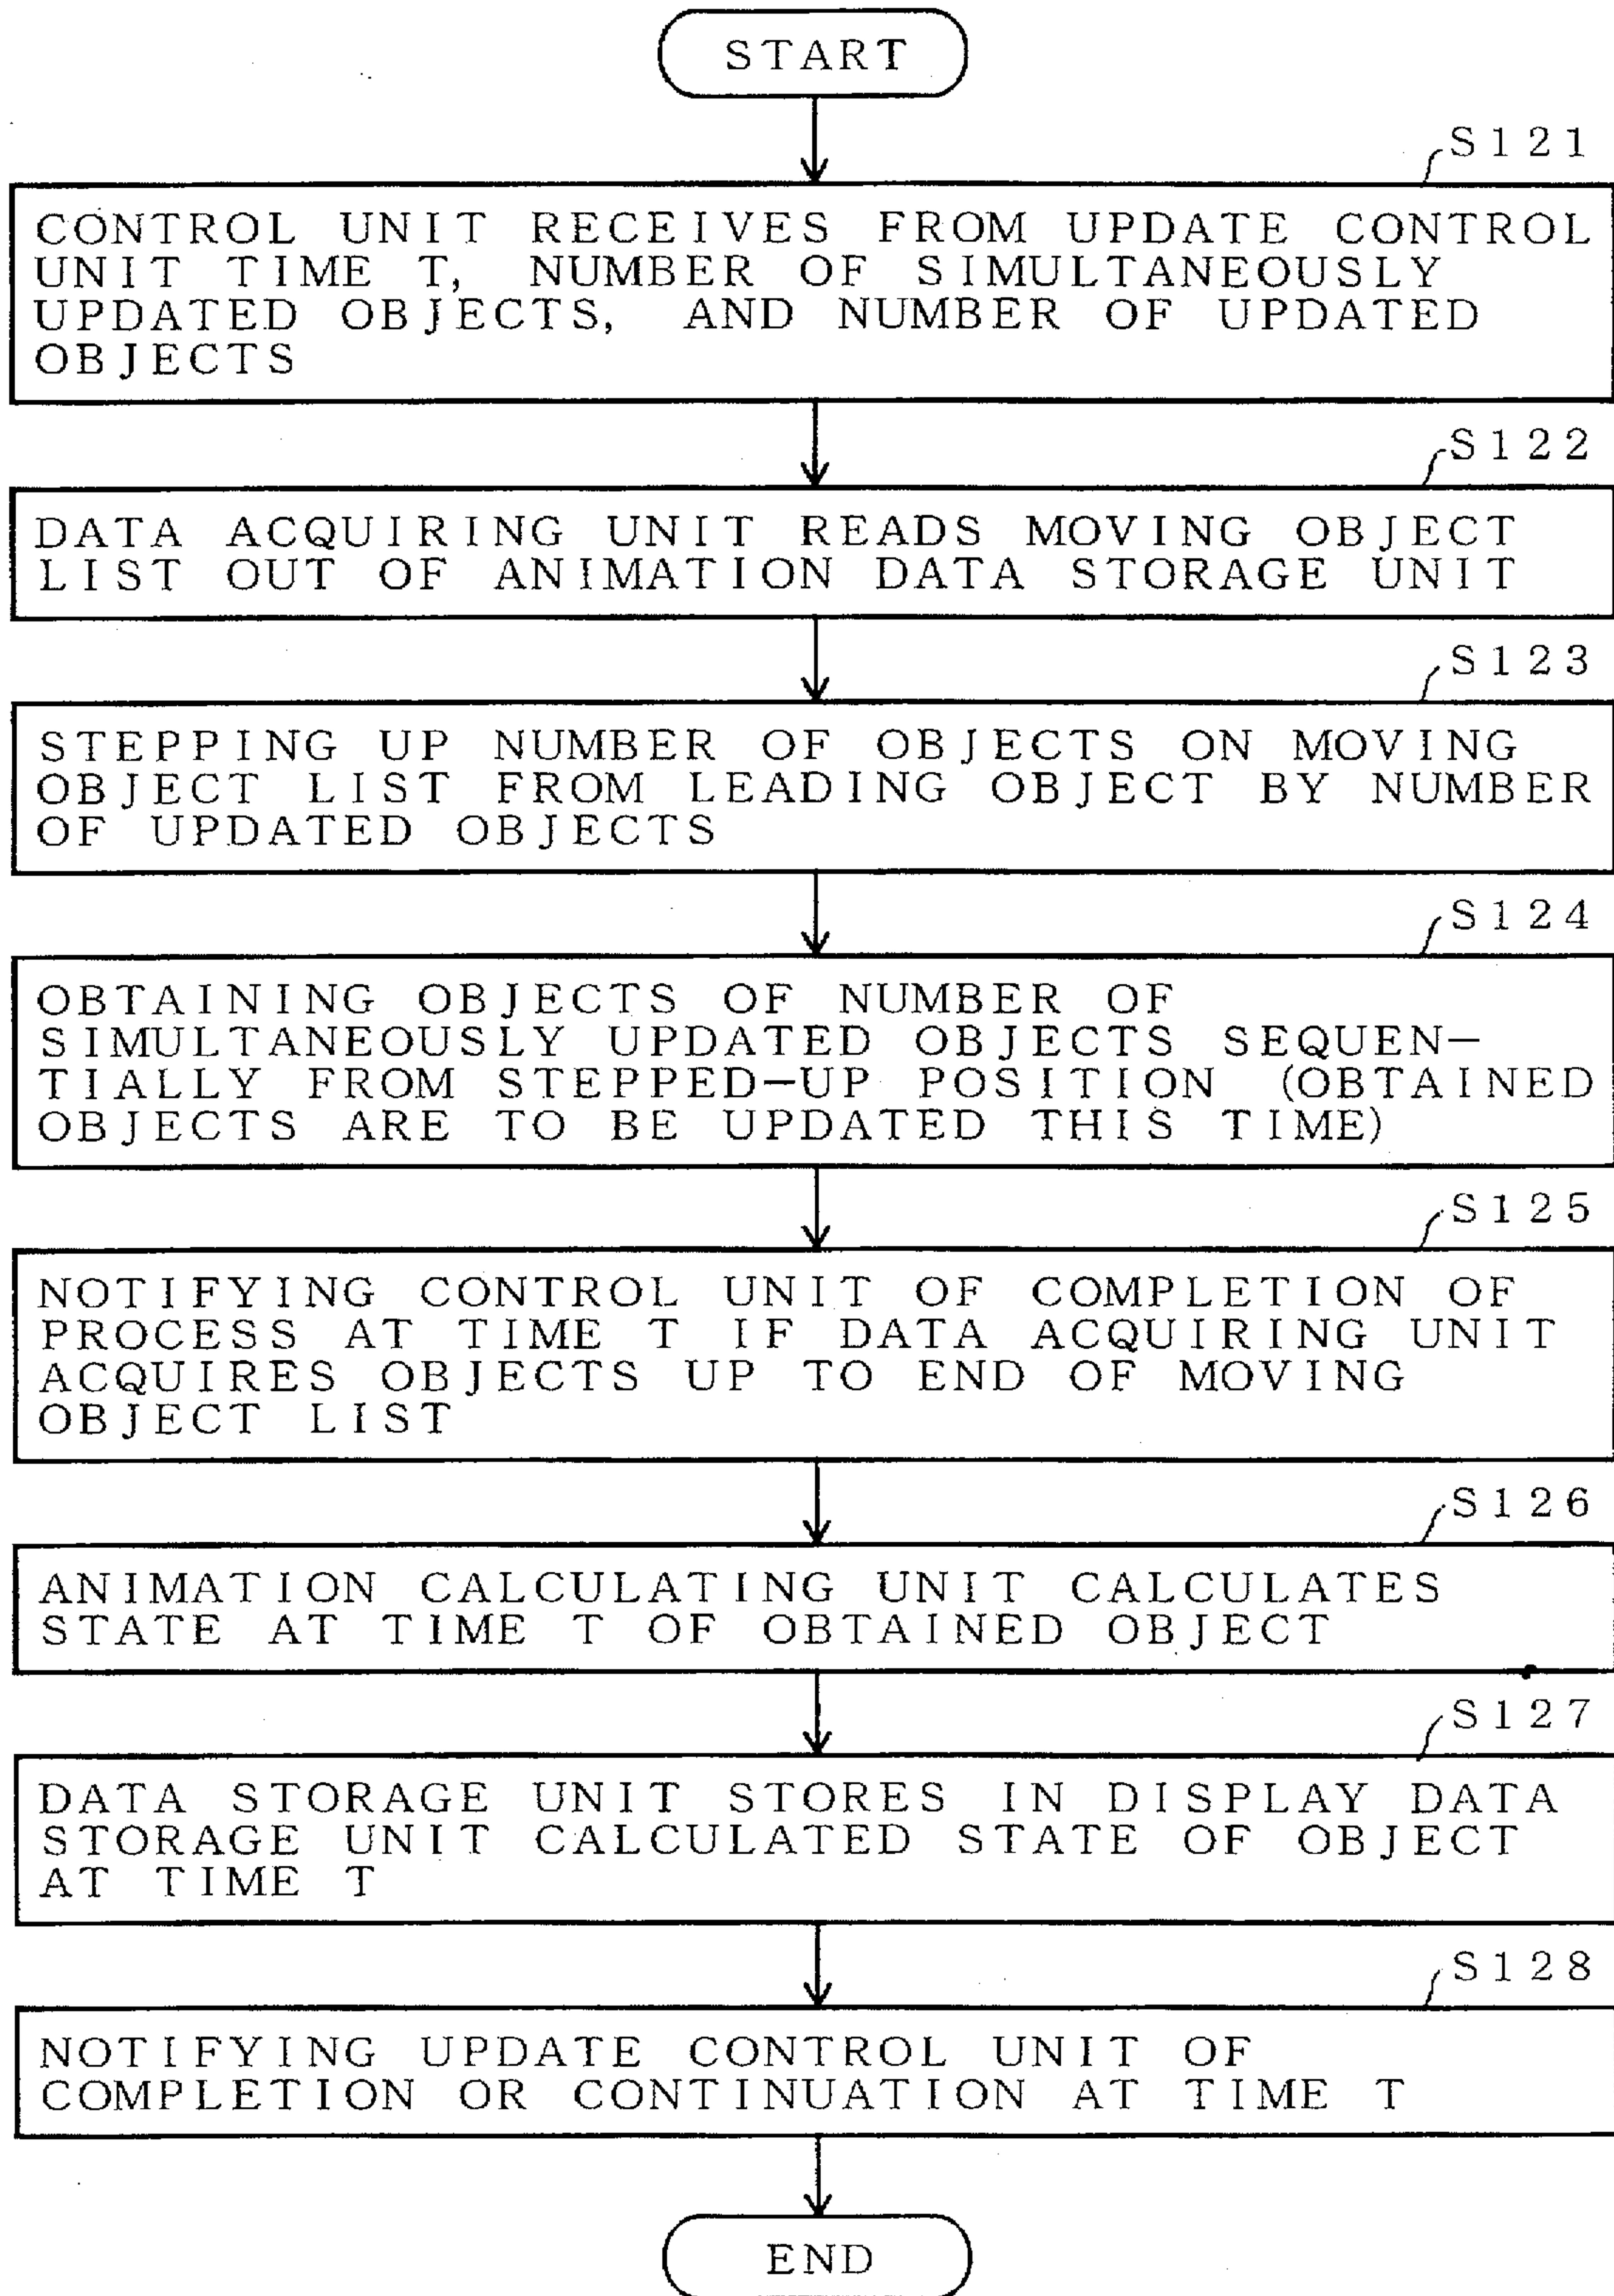 START
S121
CONTROL UNIT RECEIVES FROM UPDATE CONTROL
UNIT TIME T, NUMBER OF SIMULTANEOUSLY
UPDATED OBJECTS, AND NUMBER OF UPDATED
OBJECTS
S122
DATA ACQUIRING UNIT READS MOVING OBJECT
LIST OUT OF ANIMATION DATA STORAGE UNIT
S123
STEPPING UP NUMBER OF OBJECTS ON MOVING
OBJECT LIST FROM LEADING OBJECT BY NUMBER
OF UPDATED OBJECTS
S124
OBTAINING OBJECTS OF NUMBER OF
SIMULTANEOUSLY UPDATED OBJECTS SEQUEN-
TIALLY FROM STEPPED-UP POSITION (OBTAINED
OBJECTS ARE TO BE UPDATED THIS TIME)
S125
NOTIFYING CONTROL UNIT OF COMPLETION OF
PROCESS AT TIME T IF DATA ACQUIRING UNIT
ACQUIRES OBJECTS UP TO END OF MOVING
OBJECT LIST
S126
ANIMATION CALCULATING UNIT CALCULATES
STATE AT TIME T OF OBTAINED OBJECT
S127
DATA STORAGE UNIT STORES IN DISPLAY DATA
STORAGE UNIT CALCULATED STATE OF OBJECT
AT TIME T
S128
NOTIFYING UPDATE CONTROL UNIT OF
COMPLETION OR CONTINUATION AT TIME T
END